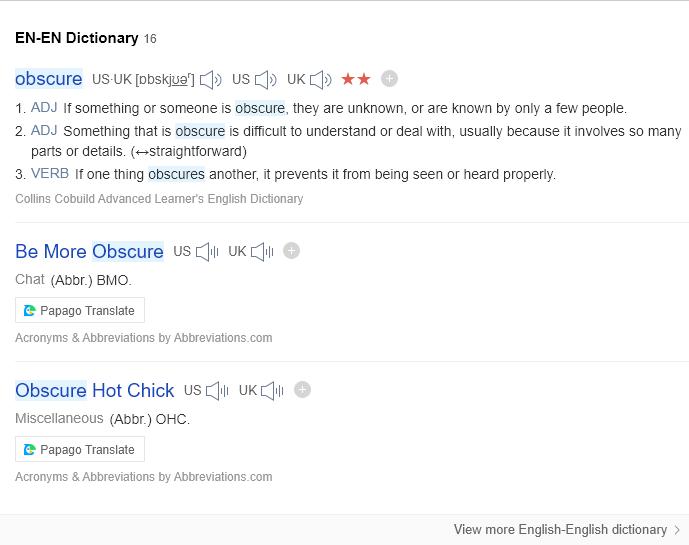 EN-EN Dictionary 16
obscure US·UK [ɒbskjʊəʳ] US UK
1. ADJ If something or someone is obscure, they are unknown, or are known by only a few people.
2. ADJ Something that is obscure is difficult to understand or deal with, usually because it involves so many
parts or details. (↔straightforward)
3. VERB If one thing obscures another, it prevents it from being seen or heard properly.
Collins Cobuild Advanced Learner's English Dictionary
Be More Obscure US UK
Chat (Abbr.) BMO.
Papago Translate
Acronyms & Abbreviations by Abbreviations.com
Obscure Hot Chick US UK
Miscellaneous (Abbr.) OHC.
Papago Translate
Acronyms & Abbreviations by Abbreviations.com
View more English-English dictionary